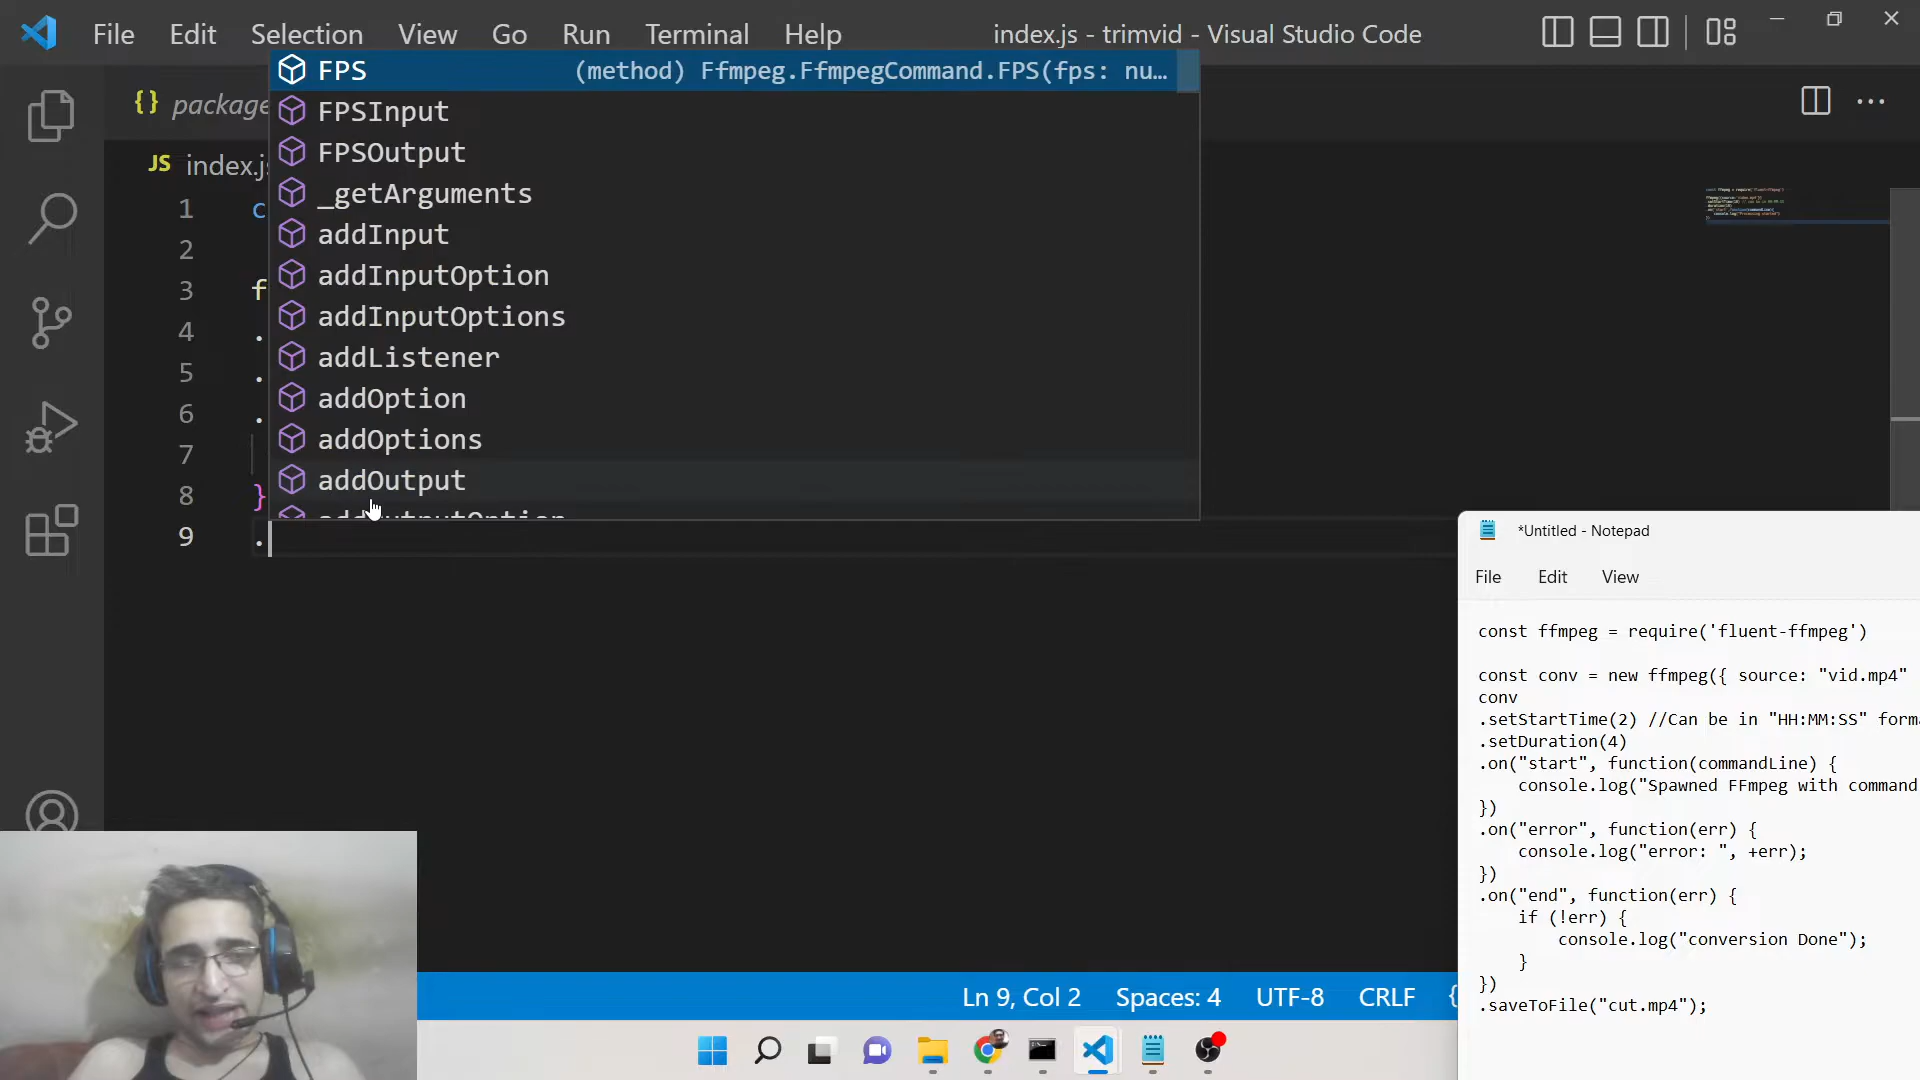 File Edit Selection View Go Run Terminal Help index.js - trimvid - Visual Studio Code
FPS (method) Ffmpeg.FfmpegCommand.FPS(fps: nu…
{} package
FPSInput
FPSOutput
JS index.js
_getArguments
1 c
addInput
2
addInputOption
3 f
addInputOptions
4 .
addListener
5 .
addOption
6 .
addOptions
7
addOutput
8 }
addOutputOption
9 .
*Untitled - Notepad
File Edit View
const ffmpeg = require('fluent-ffmpeg')
const conv = new ffmpeg({ source: "vid.mp4"
conv
.setStartTime(2) //Can be in "HH:MM:SS" forma
.setDuration(4)
.on("start", function(commandLine) {
console.log("Spawned FFmpeg with command
})
.on("error", function(err) {
console.log("error: ", +err);
})
.on("end", function(err) {
if (!err) {
console.log("conversion Done");
}
})
.saveToFile("cut.mp4");
Ln 9, Col 2 Spaces: 4 UTF-8 CRLF {